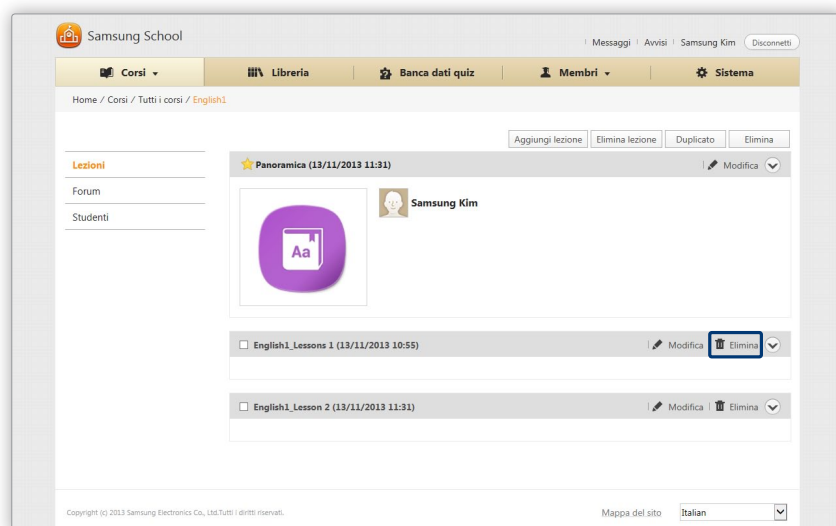 Samsung School
Messaggi Avvisi Samsung Kim Disconnetti
Corsi Libreria Banca dati quiz Membri Sistema
Home / Corsi / Tutti i corsi / English1
Aggiungi lezione Elimina lezione Duplicato Elimina
Lezioni
Forum
Studenti
Panoramica (13/11/2013 11:31) Modifica
Samsung Kim
Aa
English1_Lessons 1 (13/11/2013 10:55) Modifica Elimina
English1_Lesson 2 (13/11/2013 11:31) Modifica Elimina
Copyright (c) 2013 Samsung Electronics Co., Ltd.Tutti i diritti riservati. Mappa del sito Italian